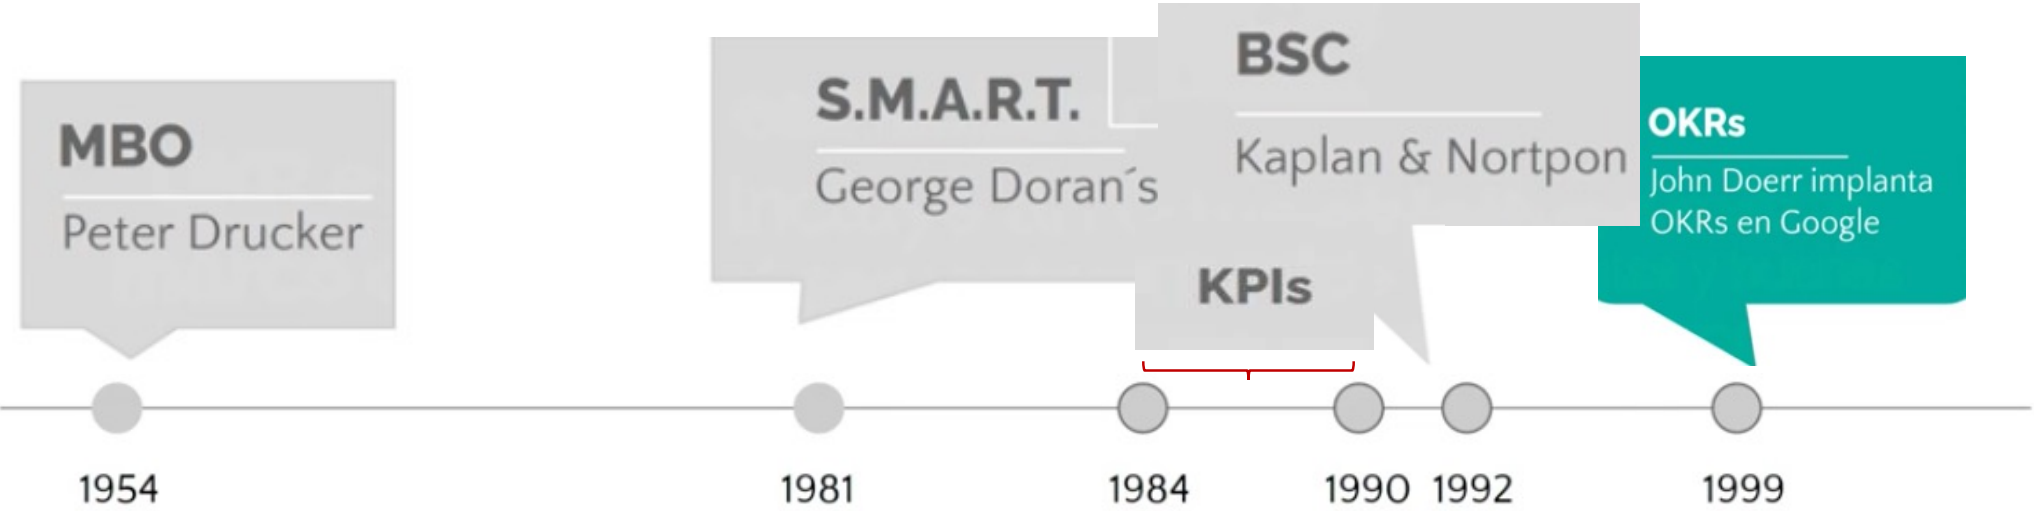 MBO
Peter Drucker
S.M.A.R.T.
George Doran´s
BSC
Kaplan & Nortpon
KPIs
OKRs
John Doerr implanta
OKRs en Google
1954
1981
1984
1990
1992
1999